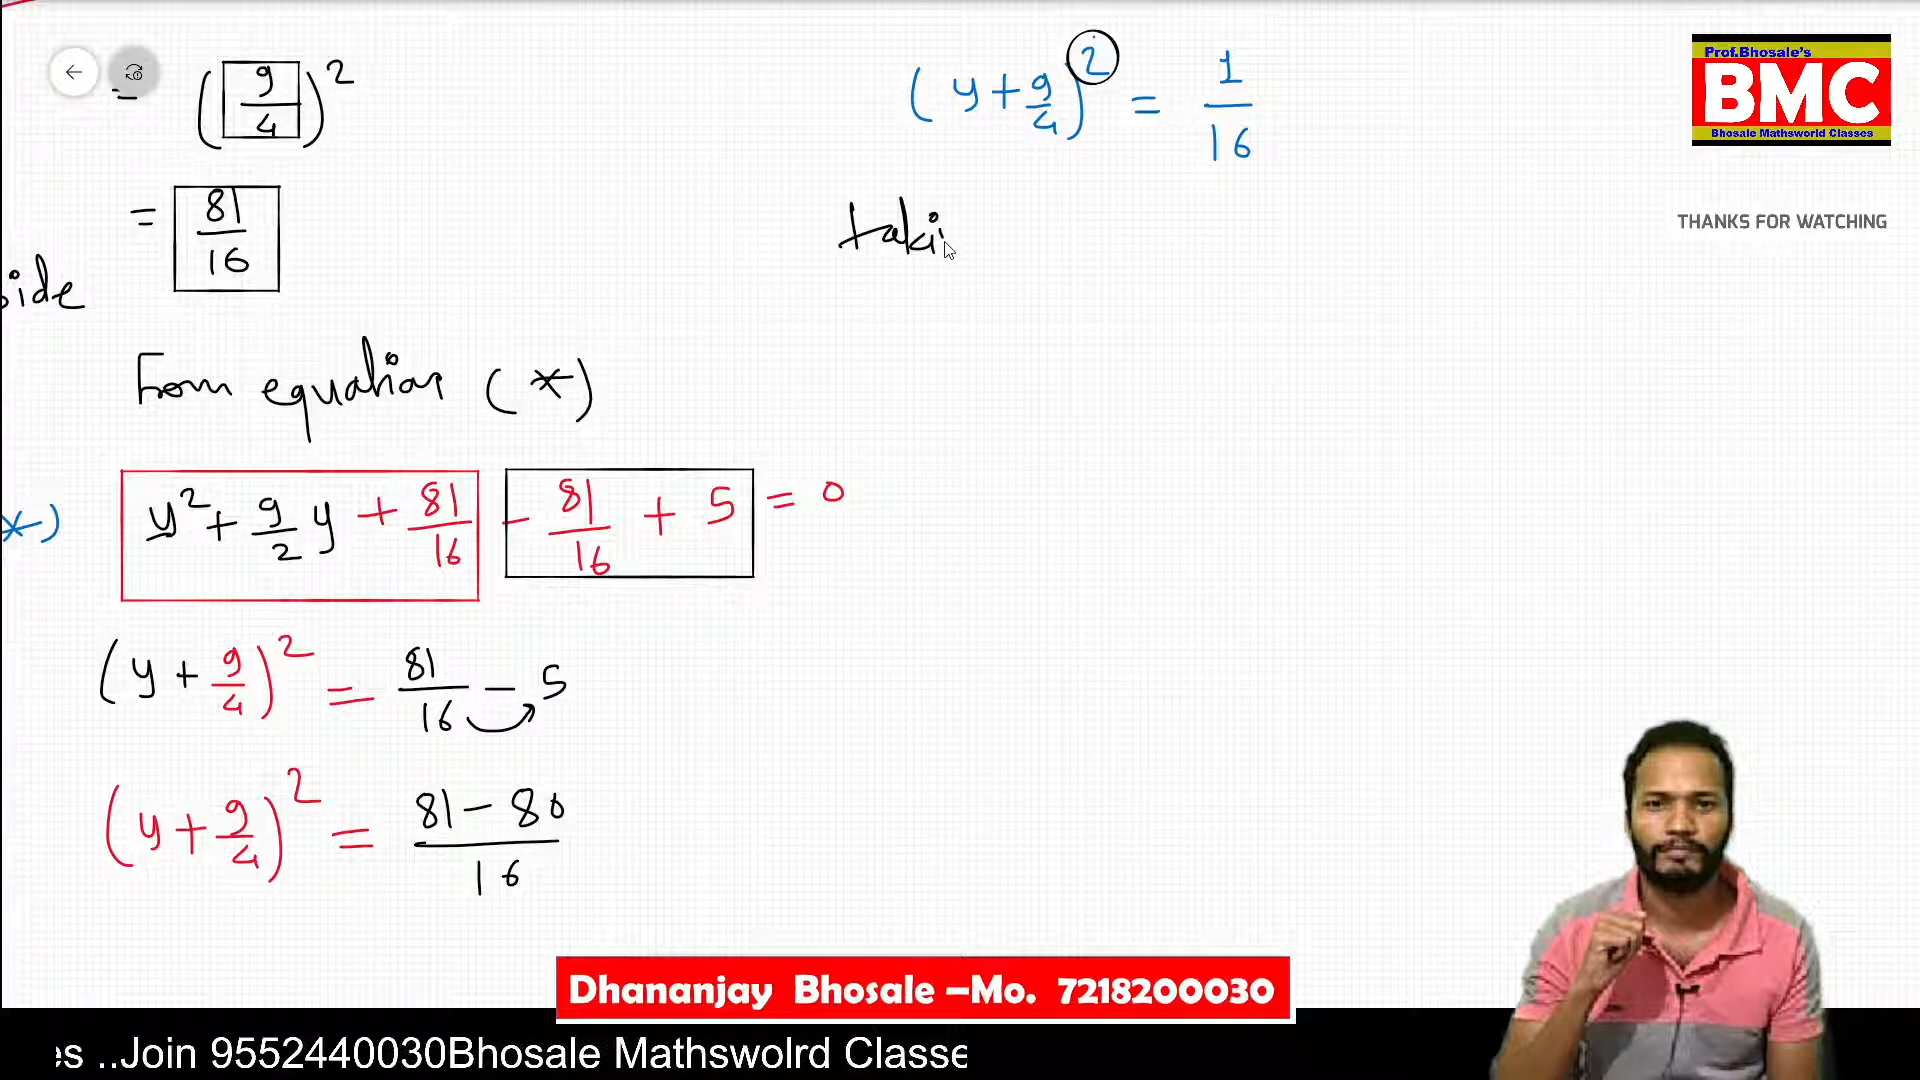 = (9/4)²
= 81/16
side
From equation (*)
*)
y² + 9/2 y + 81/16 - 81/16 + 5 = 0
(y + 9/4)² = 81/16 - 5
(y + 9/4)² = 81 - 80/16
(y + 9/4)² = 1/16
taki
Prof.Bhosale's
BMC
Bhosale Mathsworld Classes
THANKS FOR WATCHING
Dhananjay Bhosale –Mo. 7218200030
es ..Join 9552440030Bhosale Mathswolrd Classe